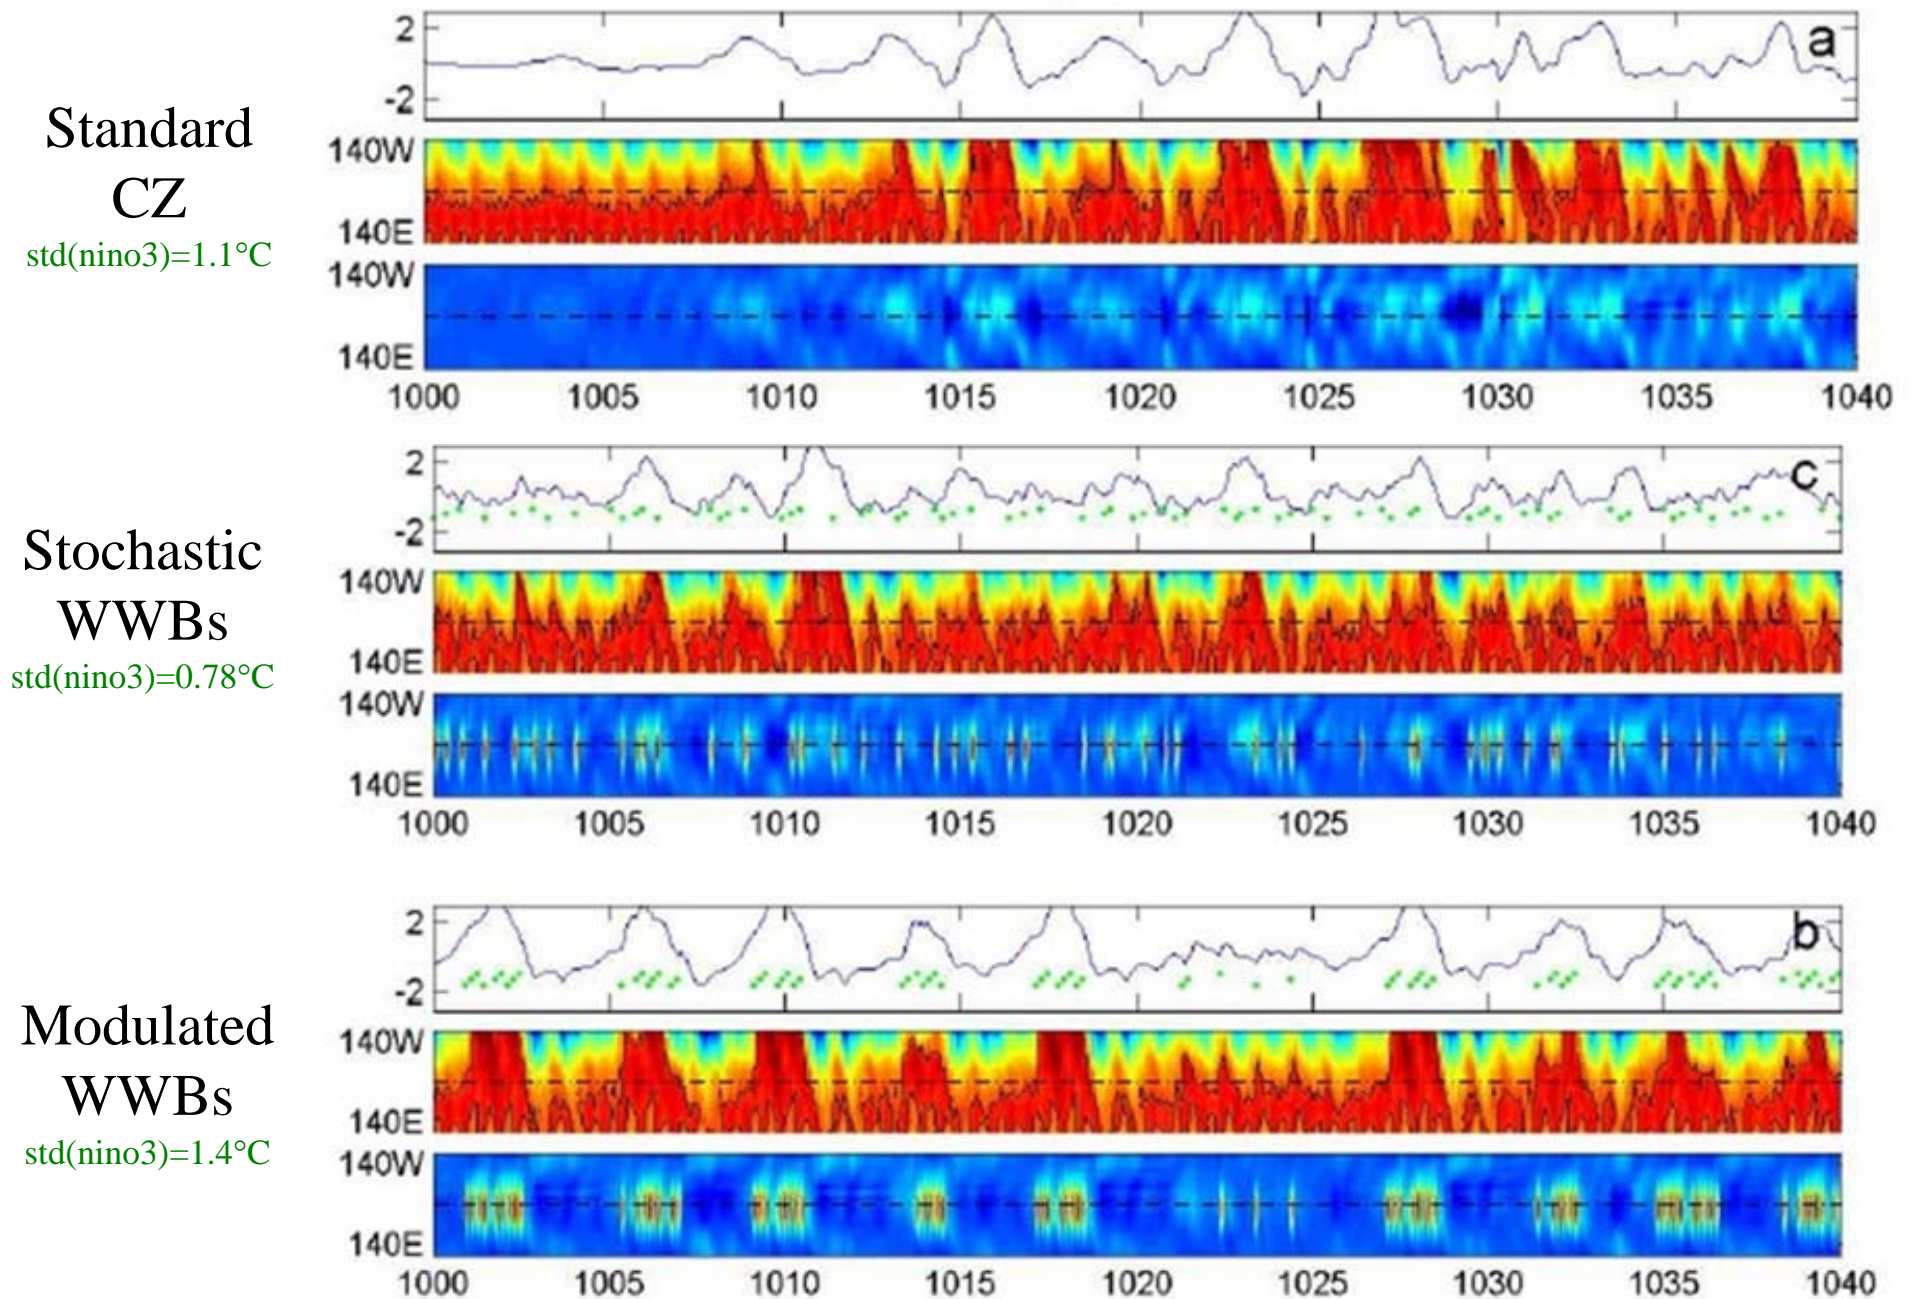 Standard
CZ
std(nino3)=1.1°C
2
-2
a
140W
140E
140W
140E
1000 1005 1010 1015 1020 1025 1030 1035 1040
Stochastic
WWBs
std(nino3)=0.78°C
2
-2
c
140W
140E
140W
140E
1000 1005 1010 1015 1020 1025 1030 1035 1040
Modulated
WWBs
std(nino3)=1.4°C
2
-2
b
140W
140E
140W
140E
1000 1005 1010 1015 1020 1025 1030 1035 1040